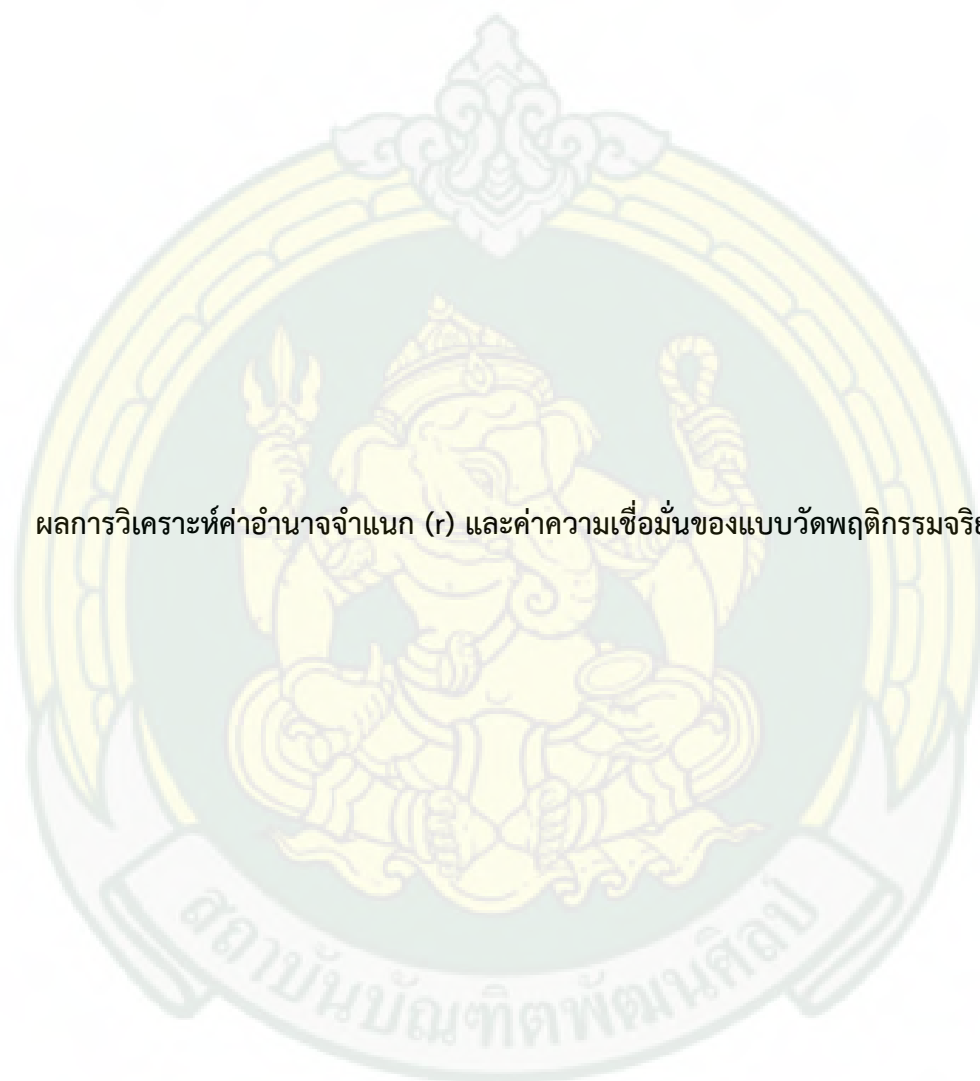 ผลการวิเคราะห์ค่าอำนาจจำแนก (r) และค่าความเชื่อมั่นของแบบวัดพฤติกรรมจริย
สถาบันบัณฑิตพัฒนศิลป์